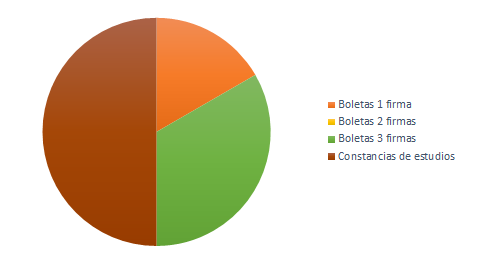 Boletas 1 firma
Boletas 2 firmas
Boletas 3 firmas
Constancias de estudios